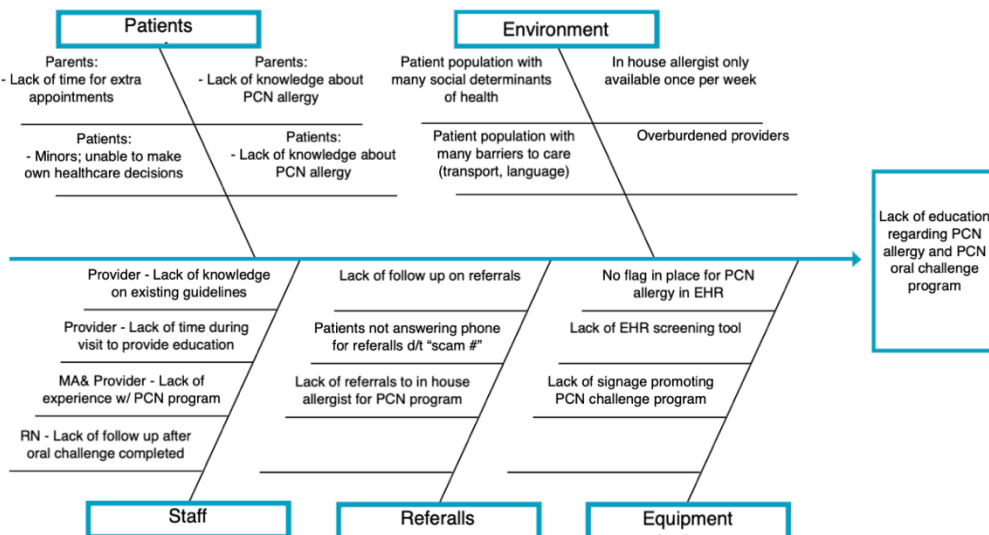 Patients
Environment
Parents:
- Lack of time for extra
appointments
Parents:
- Lack of knowledge about
PCN allergy
Patient population with
many social determinants
of health
In house allergist only
available once per week
Patients:
- Minors; unable to make
own healthcare decisions
Patients:
- Lack of knowledge about
PCN allergy
Patient population with
many barriers to care
(transport, language)
Overburdened providers
Lack of education
regarding PCN
allergy and PCN
oral challenge
program
Provider - Lack of knowledge
on existing guidelines
Provider - Lack of time during
visit to provide education
MA& Provider - Lack of
experience w/ PCN program
RN - Lack of follow up after
oral challenge completed
Lack of follow up on referrals
Patients not answering phone
for referalls d/t “scam #”
Lack of referrals to in house
allergist for PCN program
No flag in place for PCN
allergy in EHR
Lack of EHR screening tool
Lack of signage promoting
PCN challenge program
Staff
Referalls
Equipment